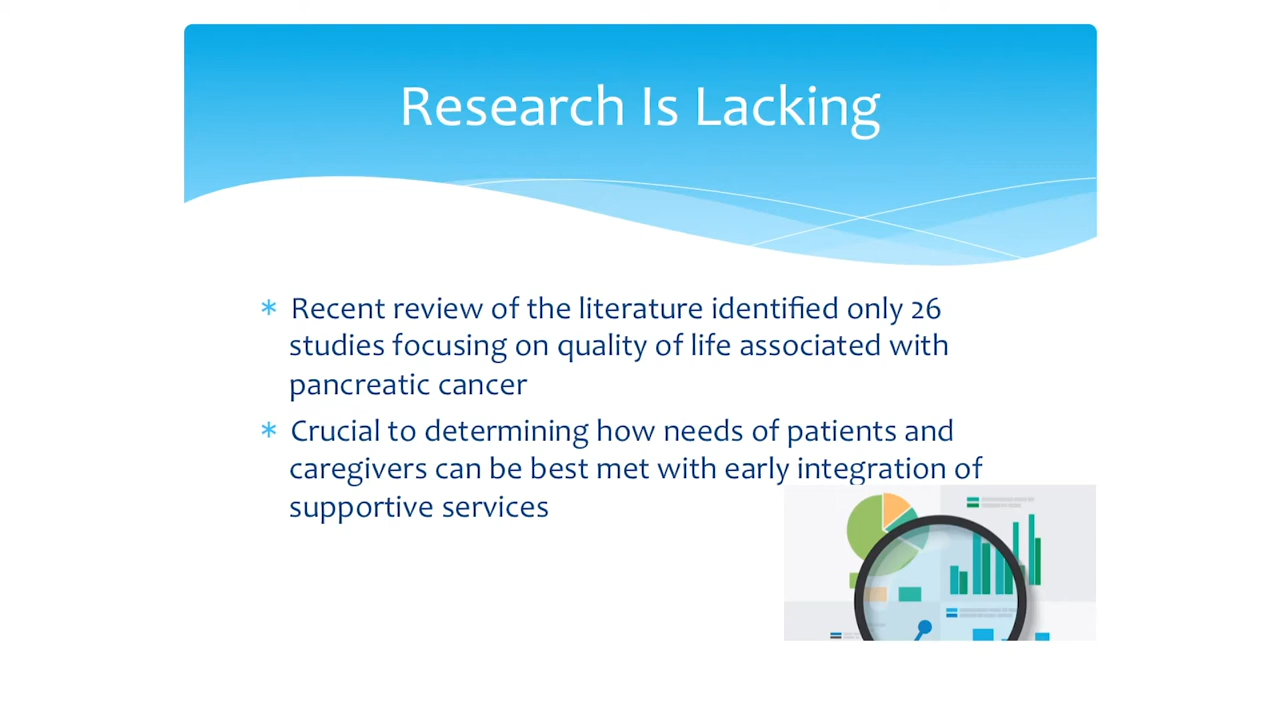 Research Is Lacking
* Recent review of the literature identified only 26
studies focusing on quality of life associated with
pancreatic cancer
* Crucial to determining how needs of patients and
caregivers can be best met with early integration of
supportive services